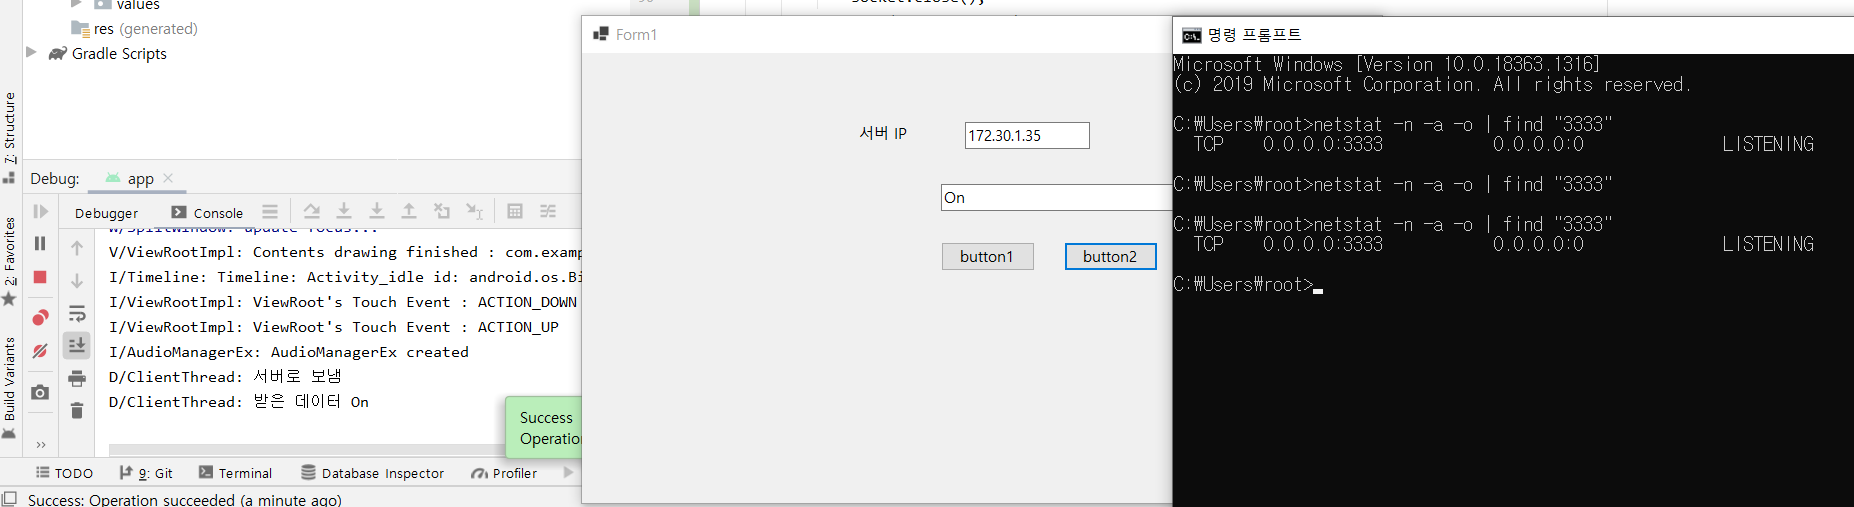 values
res (generated)
Gradle Scripts
7: Structure
2: Favorites
Build Variants
Debug:
app
Debugger
Console
W/SplitWindow: update focus...
V/ViewRootImpl: Contents drawing finished : com.examp
I/Timeline: Timeline: Activity_idle id: android.os.Bi
I/ViewRootImpl: ViewRoot's Touch Event : ACTION_DOWN
I/ViewRootImpl: ViewRoot's Touch Event : ACTION_UP
I/AudioManagerEx: AudioManagerEx created
D/ClientThread: 서버로 보냄
D/ClientThread: 받은 데이터 On
Success
Operation
TODO
9: Git
Terminal
Database Inspector
Profiler
Success: Operation succeeded (a minute ago)
socket.close();
Form1
서버 IP
172.30.1.35
On
button1
button2
명령 프롬프트
Microsoft Windows [Version 10.0.18363.1316]
(c) 2019 Microsoft Corporation. All rights reserved.
C:₩Users₩root>netstat -n -a -o | find "3333"
TCP 0.0.0.0:3333 0.0.0.0:0 LISTENING
C:₩Users₩root>netstat -n -a -o | find "3333"
C:₩Users₩root>netstat -n -a -o | find "3333"
TCP 0.0.0.0:3333 0.0.0.0:0 LISTENING
C:₩Users₩root>